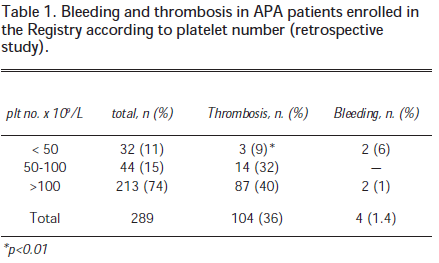 Table 1. Bleeding and thrombosis in APA patients enrolled in
the Registry according to platelet number (retrospective
study).
plt no. x 10⁹/L total, n (%) Thrombosis, n. (%) Bleeding, n. (%)
< 50 32 (11) 3 (9)* 2 (6)
50-100 44 (15) 14 (32) —
>100 213 (74) 87 (40) 2 (1)
Total 289 104 (36) 4 (1.4)
*p<0.01